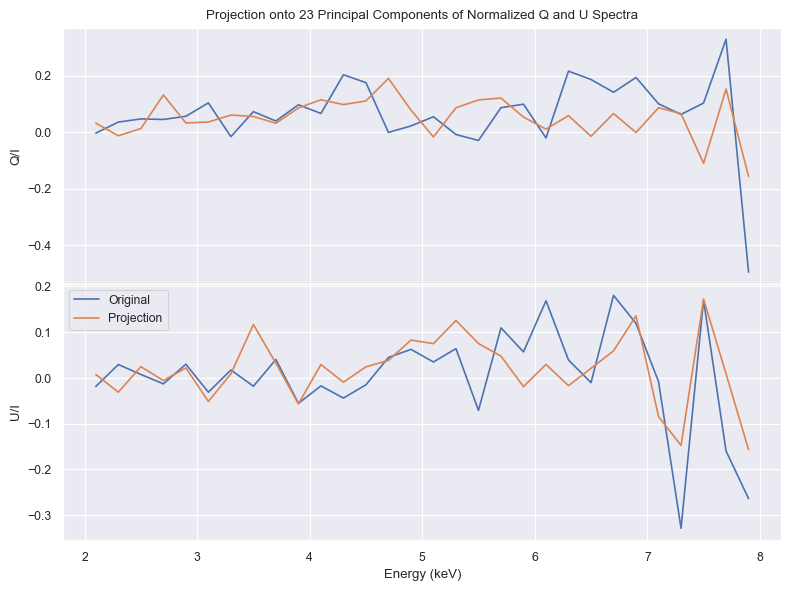 Projection onto 23 Principal Components of Normalized Q and U Spectra
0.2
0.0
−0.2
−0.4
Q/I
0.2
0.1
0.0
−0.1
−0.2
−0.3
U/I
Original
Projection
2 3 4 5 6 7 8
Energy (keV)